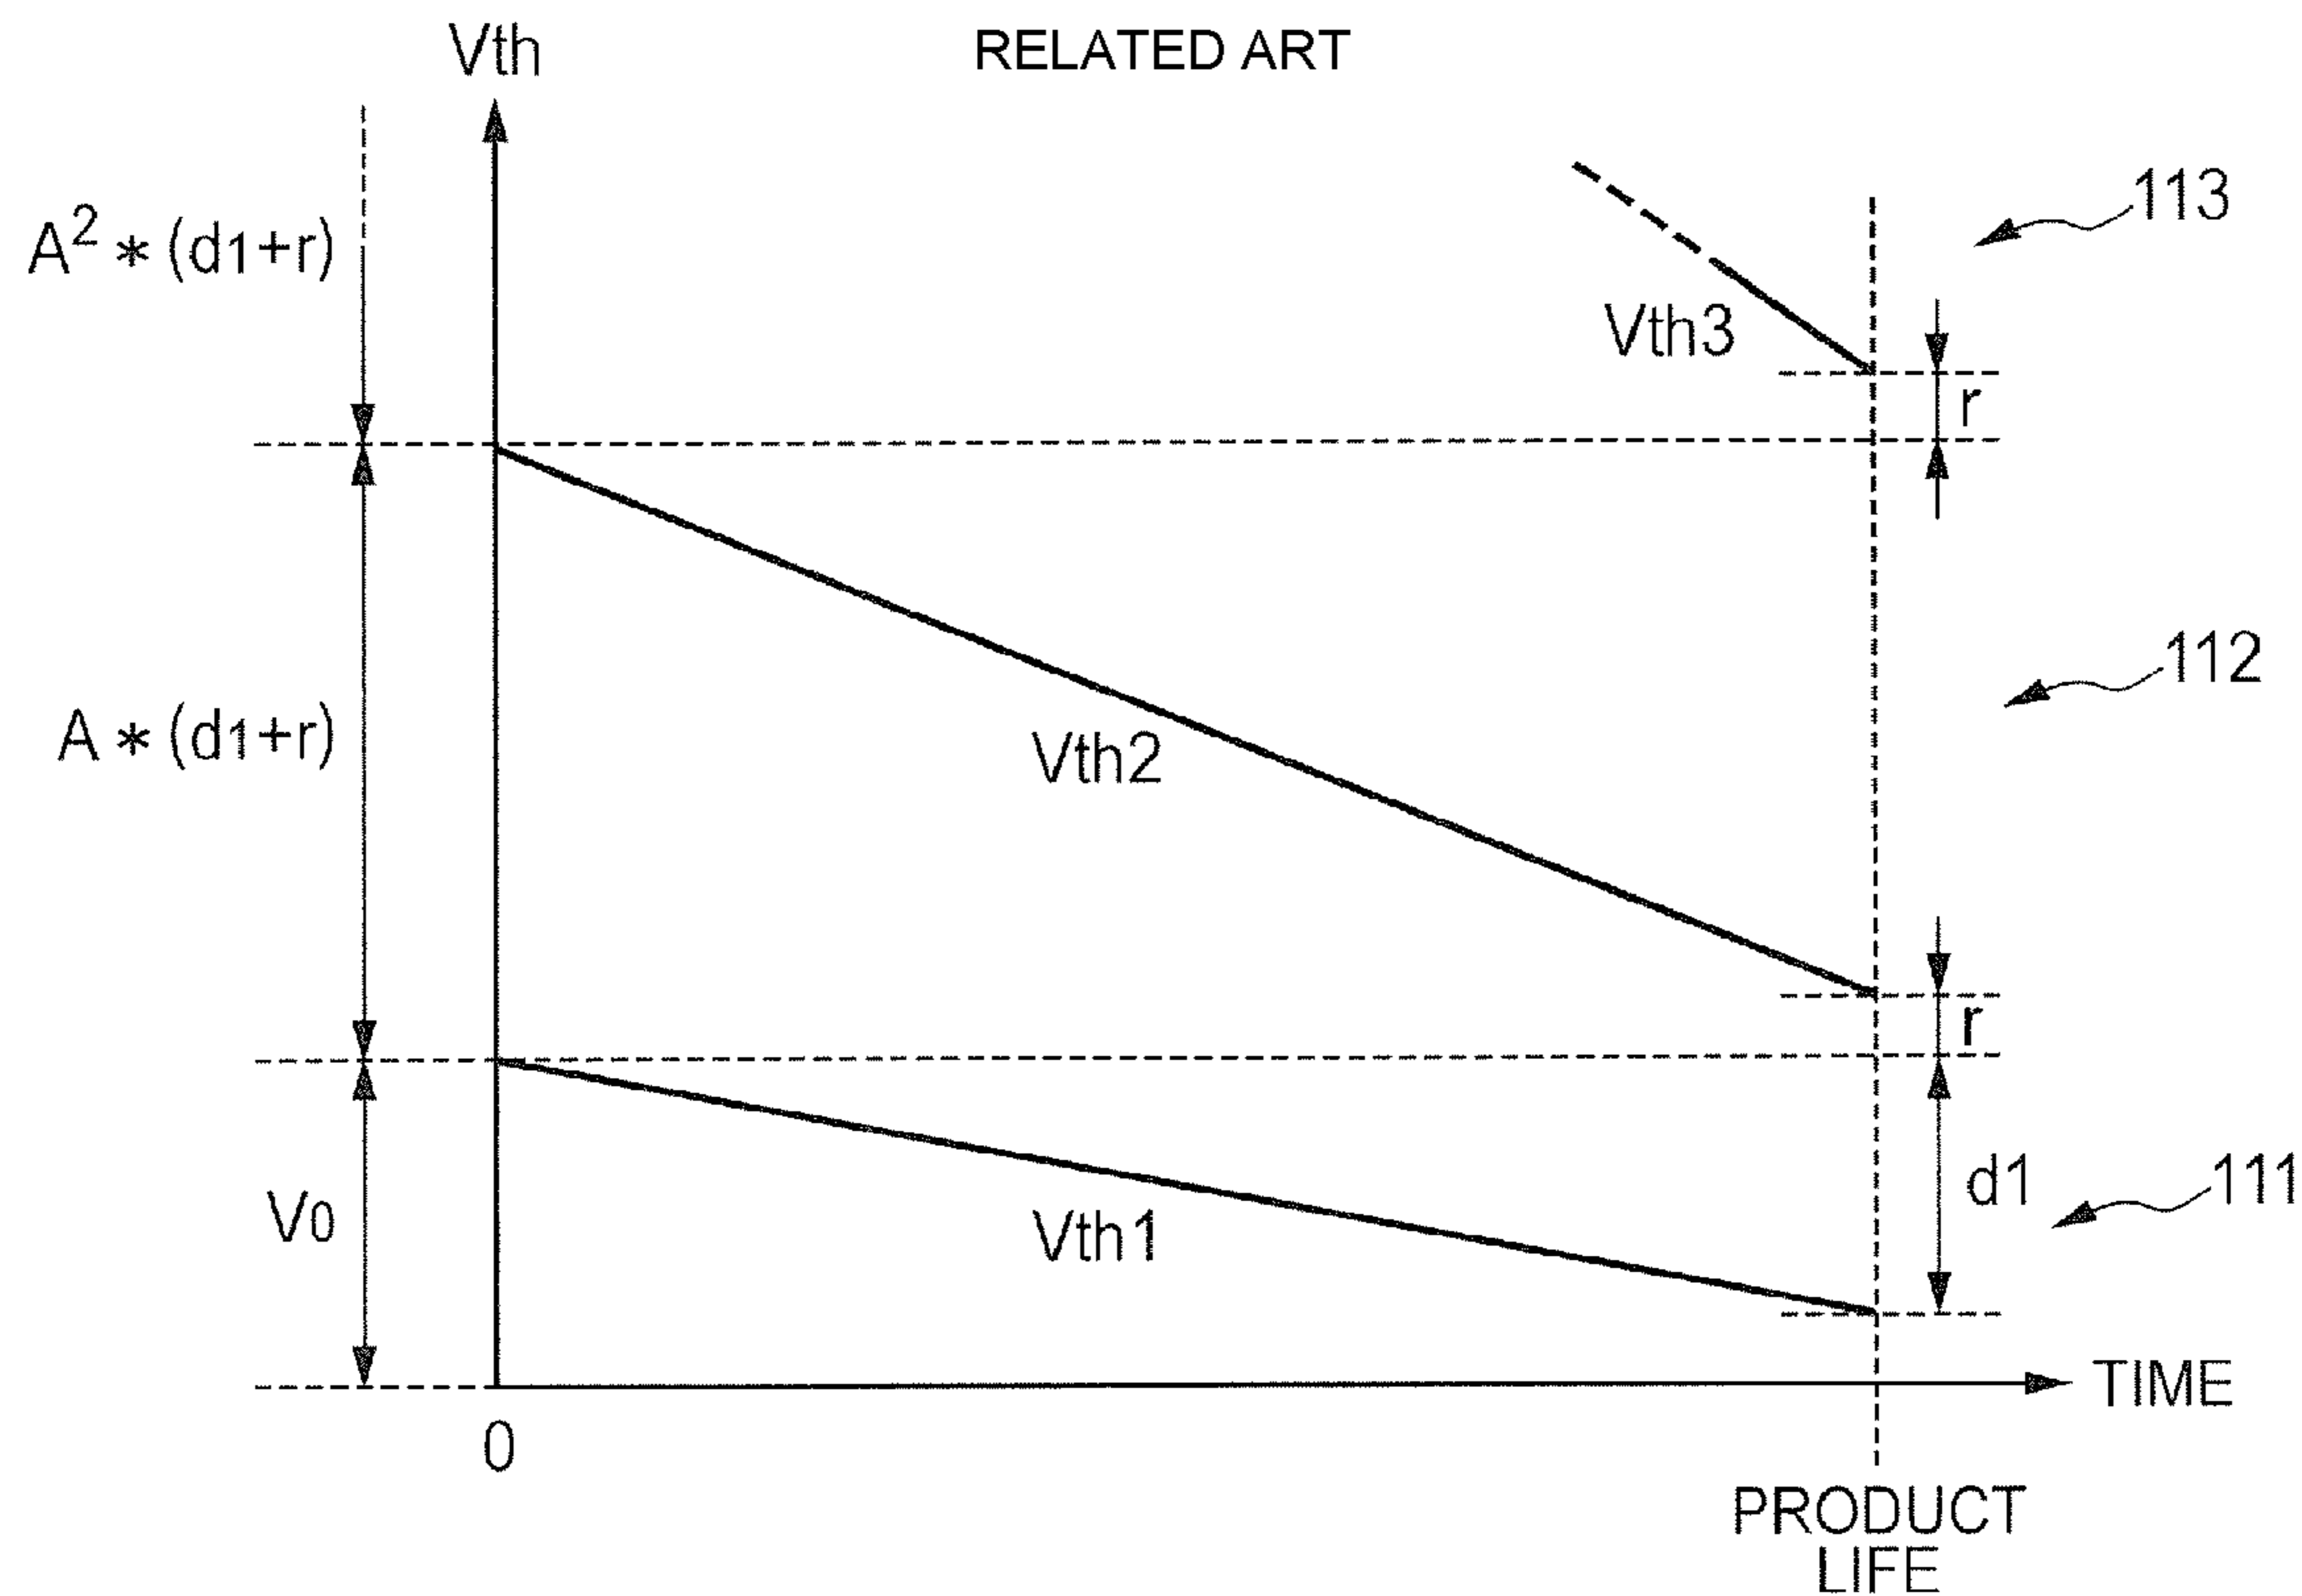 RELATED ART
Vth
113
A² * (d1+r)
Vth3
r
112
A * (d1+r)
Vth2
r
d1
111
V0
Vth1
TIME
0
PRODUCT
LIFE